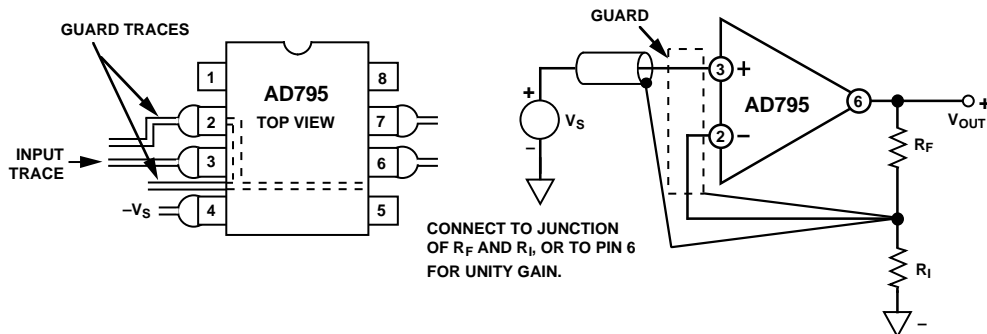 GUARD TRACES
1
8
AD795
TOP VIEW
2
7
INPUT
TRACE
3
6
–VS
4
5
GUARD
+
VS
–
3
+
AD795
2
–
6
+
VOUT
RF
RI
–
CONNECT TO JUNCTION
OF RF AND RI, OR TO PIN 6
FOR UNITY GAIN.